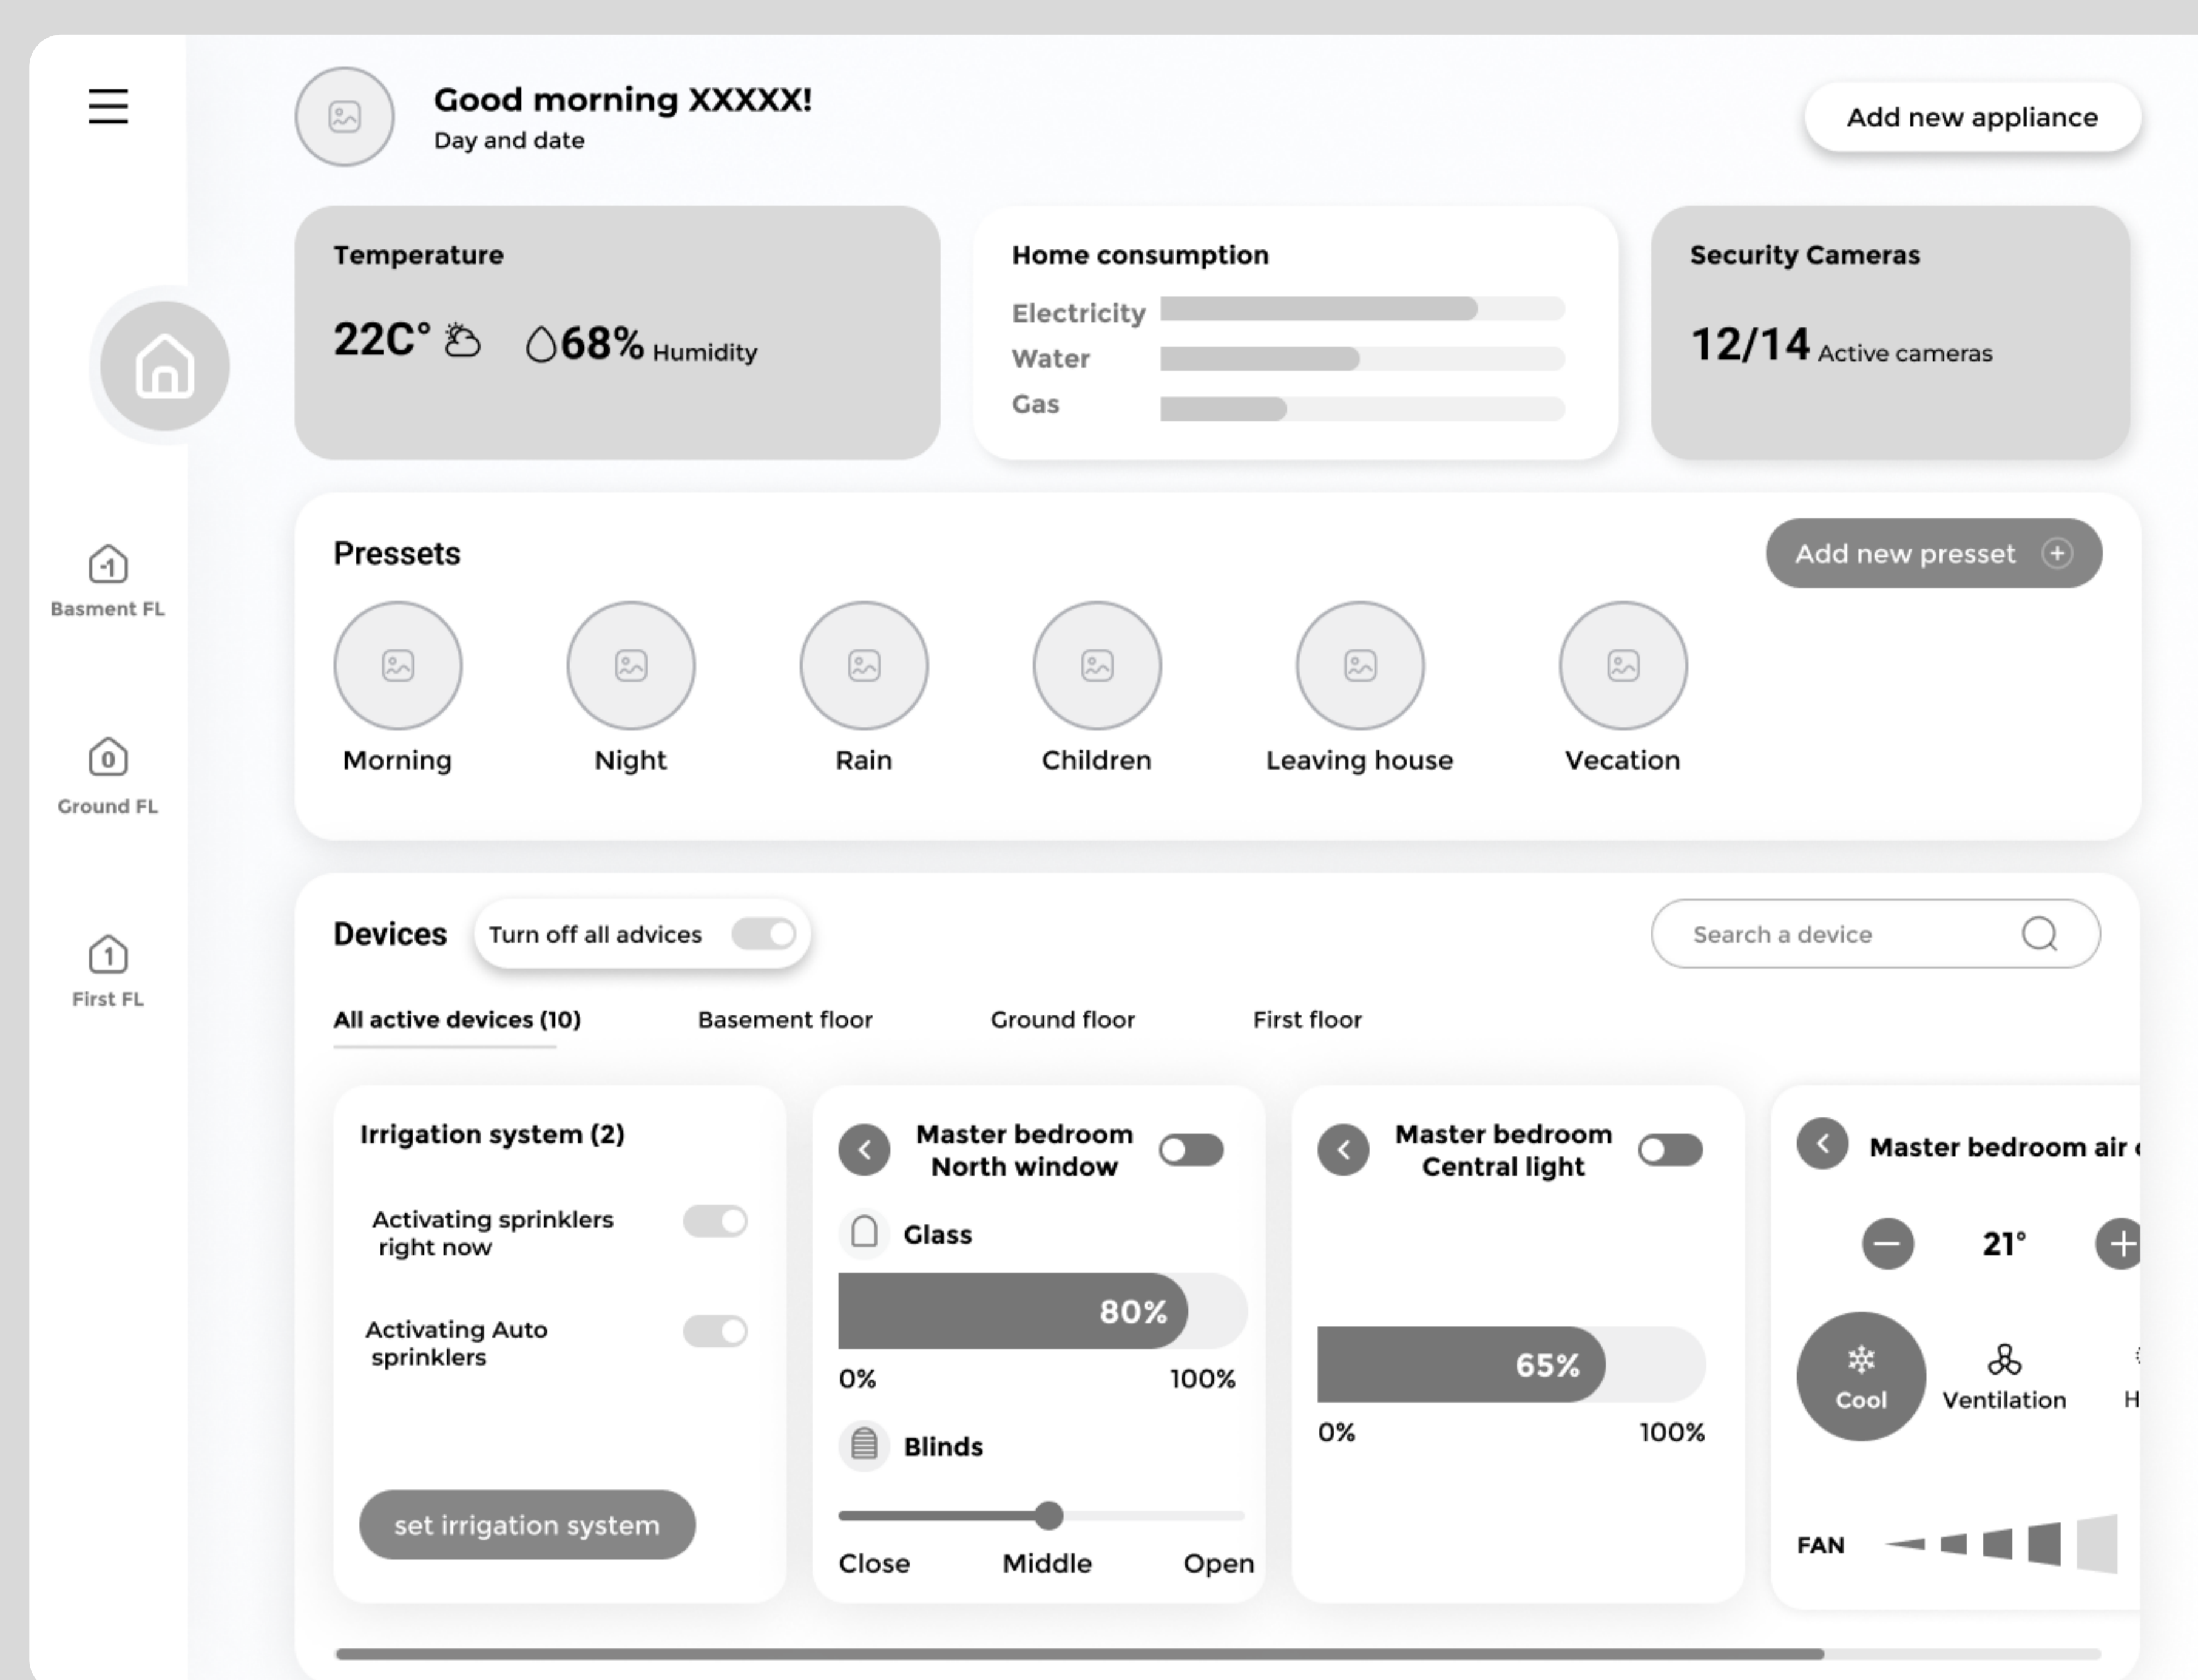 Good morning XXXXX!
Day and date
Add new appliance
Temperature
22C° 68% Humidity
Home consumption
Electricity
Water
Gas
Security Cameras
12/14 Active cameras
-1
Basment FL
0
Ground FL
1
First FL
Pressets
Add new presset
Morning
Night
Rain
Children
Leaving house
Vecation
Devices
Turn off all advices
Search a device
All active devices (10)
Basement floor
Ground floor
First floor
Irrigation system (2)
Activating sprinklers
right now
Activating Auto
sprinklers
set irrigation system
Master bedroom
North window
Glass
80%
0% 100%
Blinds
Close Middle Open
Master bedroom
Central light
65%
0% 100%
Master bedroom air
21°
Cool
Ventilation
FAN